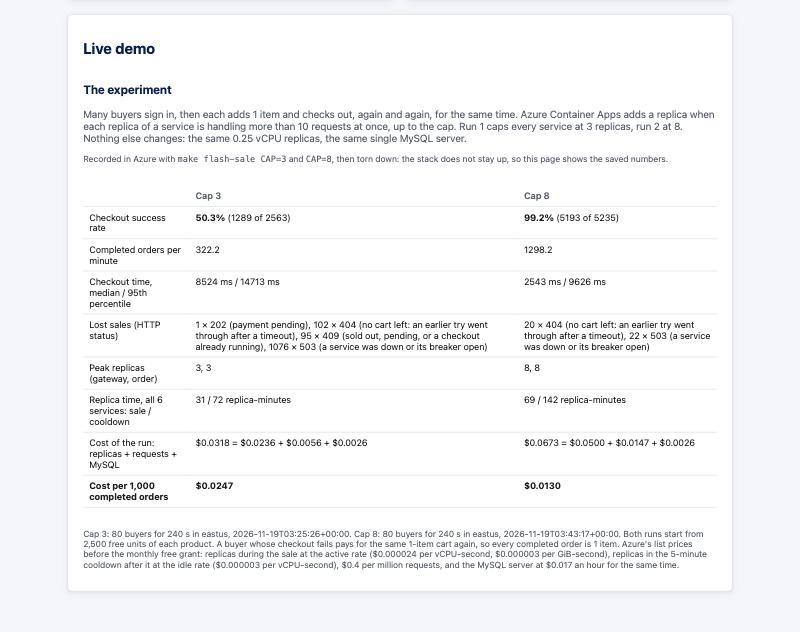 Live demo
The experiment
Many buyers sign in, then each adds 1 item and checks out, again and again, for the same time. Azure Container Apps adds a replica when
each replica of a service is handling more than 10 requests at once, up to the cap. Run 1 caps every service at 3 replicas, run 2 at 8.
Nothing else changes: the same 0.25 vCPU replicas, the same single MySQL server.
Recorded in Azure with make flash-sale CAP=3 and CAP=8, then torn down: the stack does not stay up, so this page shows the saved numbers.
Cap 3 Cap 8
Checkout success
rate
50.3% (1289 of 2563)
99.2% (5193 of 5235)
Completed orders per
minute
322.2
1298.2
Checkout time,
median / 95th
percentile
8524 ms / 14713 ms
2543 ms / 9626 ms
Lost sales (HTTP
status)
1 × 202 (payment pending), 102 × 404 (no cart left: an earlier try went
through after a timeout), 95 × 409 (sold out, pending, or a checkout
already running), 1076 × 503 (a service was down or its breaker open)
20 × 404 (no cart left: an earlier try went
through after a timeout), 22 × 503 (a service
was down or its breaker open)
Peak replicas
(gateway, order)
3, 3
8, 8
Replica time, all 6
services: sale /
cooldown
31 / 72 replica-minutes
69 / 142 replica-minutes
Cost of the run:
replicas + requests +
MySQL
$0.0318 = $0.0236 + $0.0056 + $0.0026
$0.0673 = $0.0500 + $0.0147 + $0.0026
Cost per 1,000
completed orders
$0.0247
$0.0130
Cap 3: 80 buyers for 240 s in eastus, 2026-11-19T03:25:26+00:00. Cap 8: 80 buyers for 240 s in eastus, 2026-11-19T03:43:17+00:00. Both runs start from
2,500 free units of each product. A buyer whose checkout fails pays for the same 1-item cart again, so every completed order is 1 item. Azure's list prices
before the monthly free grant: replicas during the sale at the active rate ($0.000024 per vCPU-second, $0.000003 per GiB-second), replicas in the 5-minute
cooldown after it at the idle rate ($0.000003 per vCPU-second), $0.4 per million requests, and the MySQL server at $0.017 an hour for the same time.